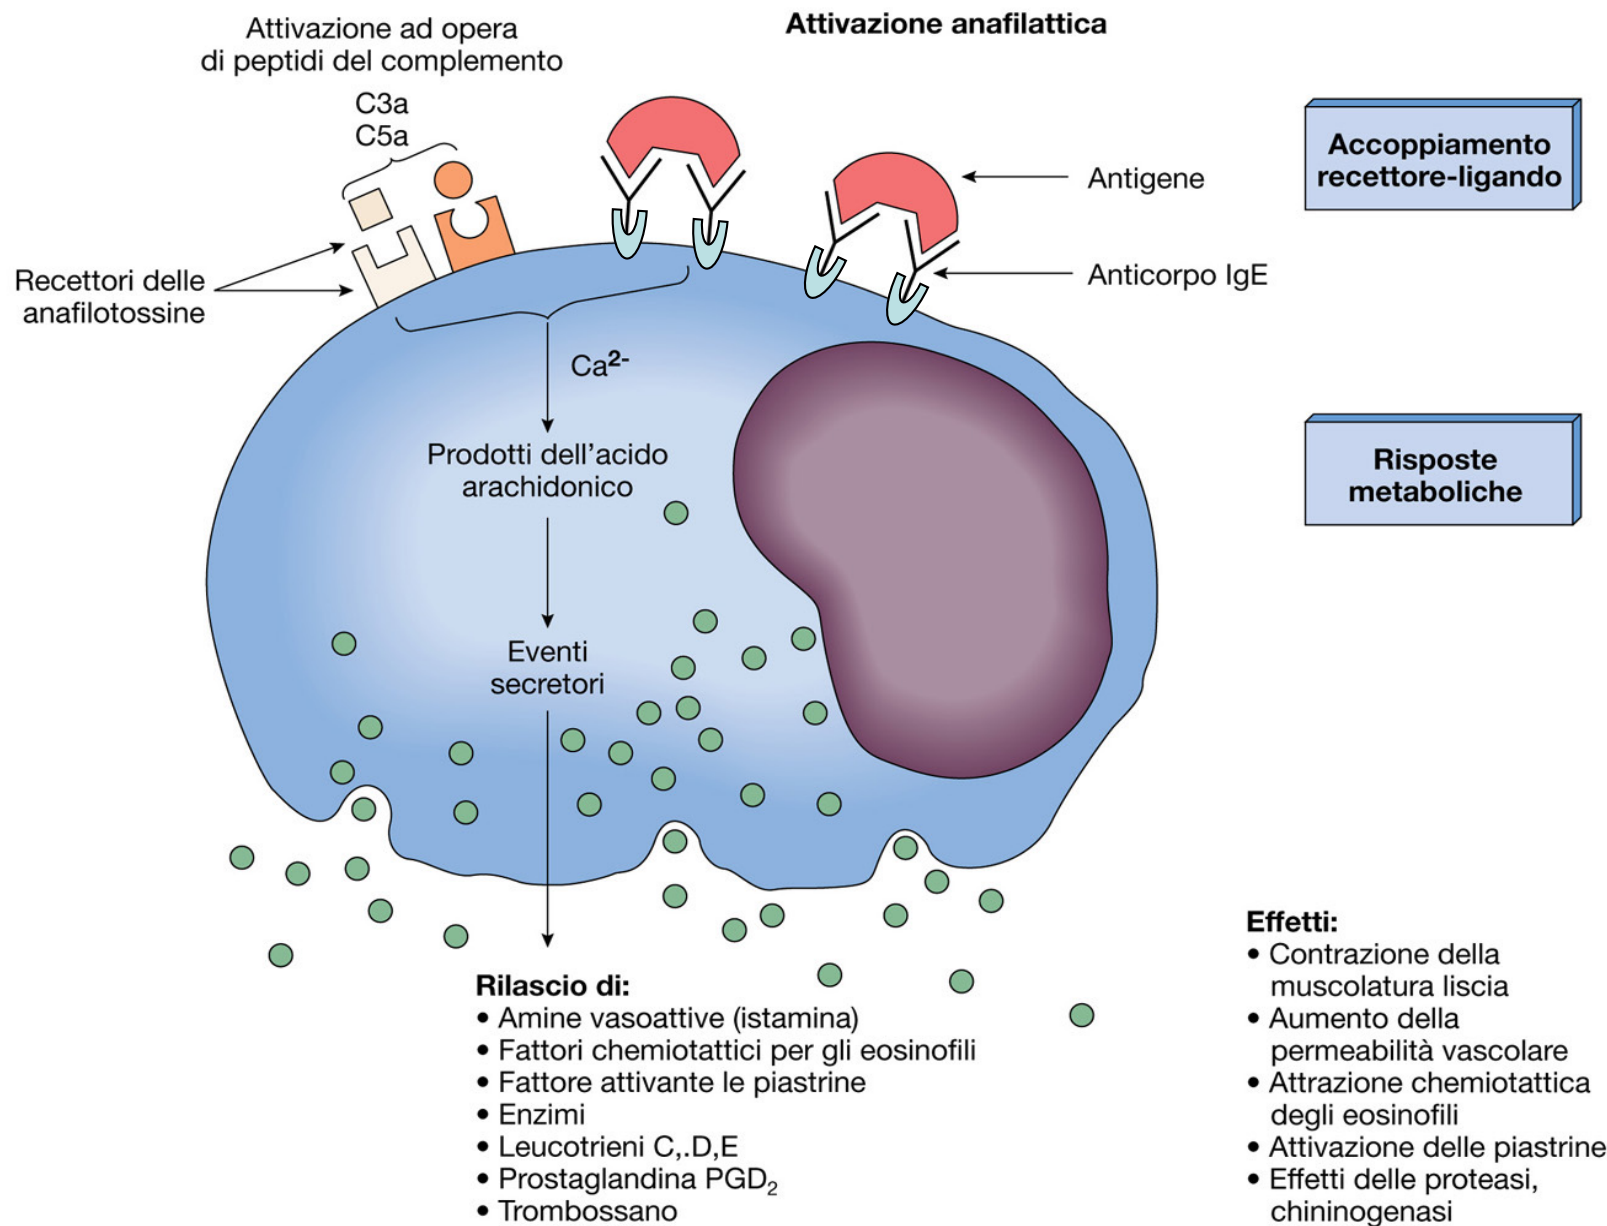 Attivazione ad opera
di peptidi del complemento
C3a
C5a
Attivazione anafilattica
Accoppiamento
recettore-ligando
Antigene
Anticorpo IgE
Recettori delle
anafilotossine
Ca²⁻
Prodotti dell'acido
arachidonico
Risposte
metaboliche
Eventi
secretori
Rilascio di:
• Amine vasoattive (istamina)
• Fattori chemiotattici per gli eosinofili
• Fattore attivante le piastrine
• Enzimi
• Leucotrieni C,.D,E
• Prostaglandina PGD₂
• Trombossano
Effetti:
• Contrazione della
muscolatura liscia
• Aumento della
permeabilità vascolare
• Attrazione chemiotattica
degli eosinofili
• Attivazione delle piastrine
• Effetti delle proteasi,
chininogenasi